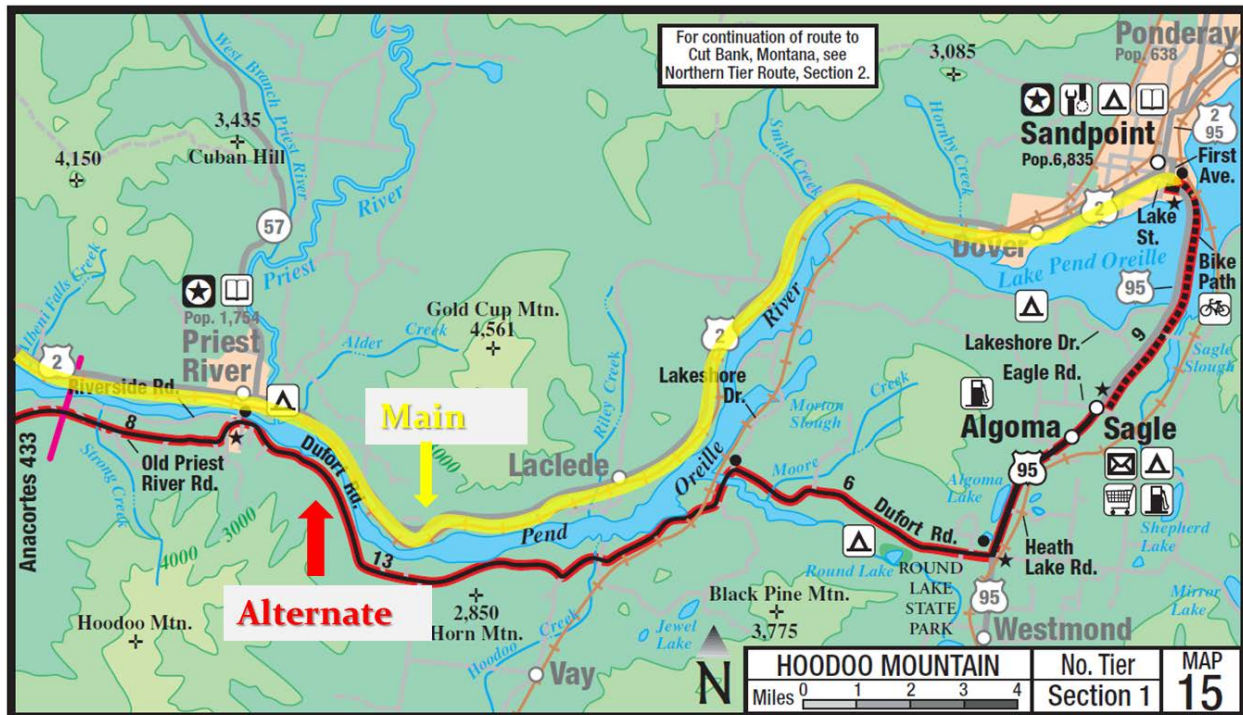 For continuation of route to
Cut Bank, Montana, see
Northern Tier Route, Section 2.
3,085
Ponderay
Pop. 638
West Branch Priest River
3,435
Cuban Hill
4,150
Smith Creek
Hornby Creek
Sandpoint
Pop.6,835
2
95
First
Ave.
57
River
Priest
2
Dover
Lake
St.
Lake Pend Oreille
Bike
Path
95
Albeni Falls Creek
Pop. 1,754
Priest
River
Gold Cup Mtn.
4,561
Alder Creek
Riley Creek
2
River
Lakeshore Dr.
Eagle Rd.
9
Sagle
Slough
2
Riverside Rd.
Main
4000
Lakeshore
Dr.
Morton
Slough
Creek
Algoma
Sagle
8
Old Priest
River Rd.
Dufort Rd.
Laclede
Oreille
Moore
6
Dufort Rd.
95
Algoma
Lake
Strong Creek
Anacortes 433
Pend
13
Shepherd
Lake
4000
3000
Alternate
2,850
Horn Mtn.
Round Lake
ROUND
LAKE
STATE
PARK
Heath
Lake Rd.
Hoodoo Mtn.
Hoodoo Creek
Black Pine Mtn.
3,775
Jewel
Lake
95
Mirror
Lake
Westmond
Vay
N
HOODOO MOUNTAIN
Miles 0 1 2 3 4
No. Tier
Section 1
MAP
15